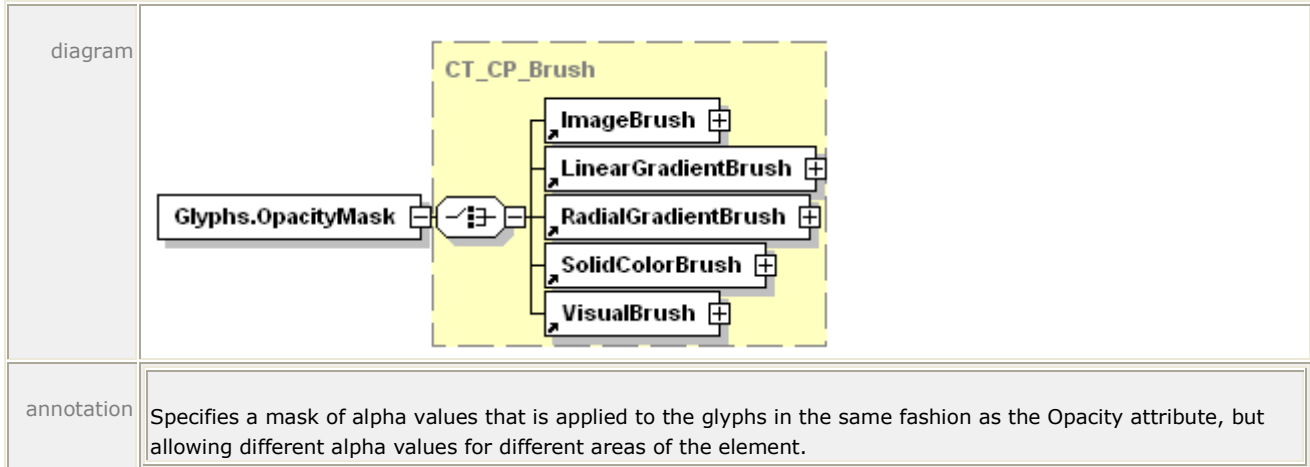 diagram
CT_CP_Brush
ImageBrush
LinearGradientBrush
Glyphs.OpacityMask
RadialGradientBrush
SolidColorBrush
VisualBrush
annotation
Specifies a mask of alpha values that is applied to the glyphs in the same fashion as the Opacity attribute, but
allowing different alpha values for different areas of the element.